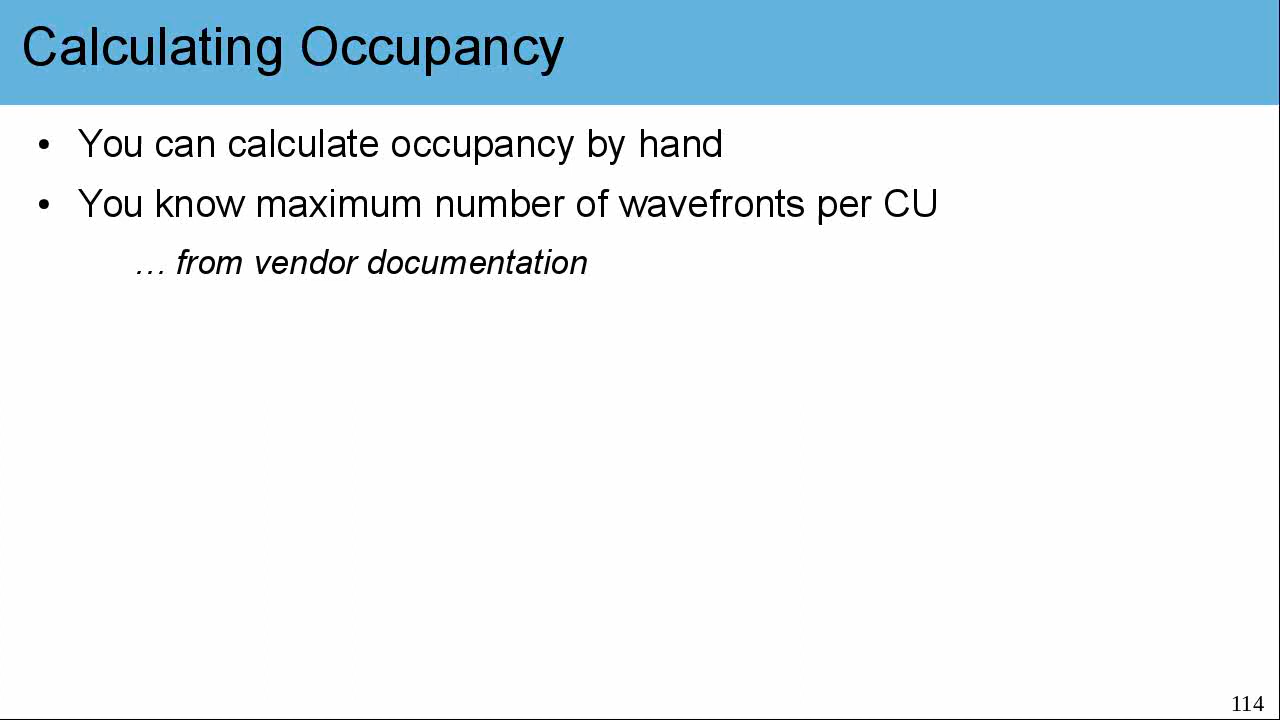 Calculating Occupancy
• You can calculate occupancy by hand
• You know maximum number of wavefronts per CU
… from vendor documentation
114